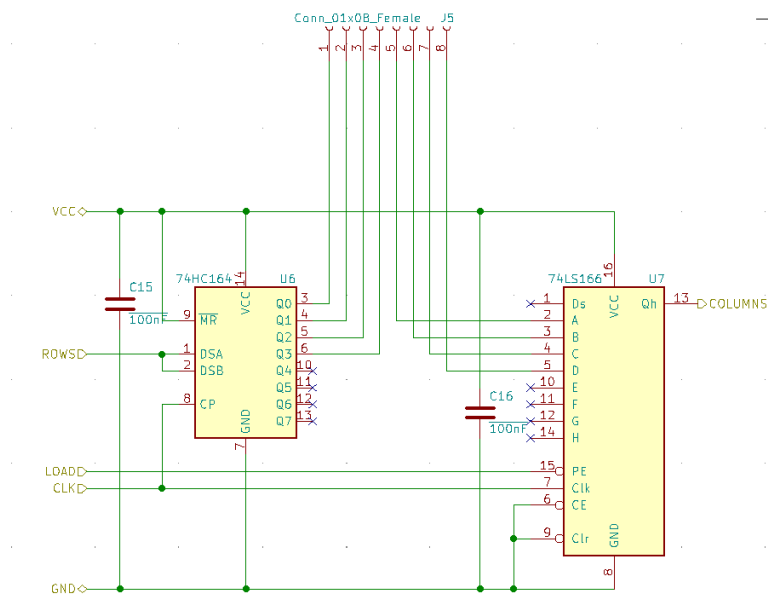 Conn_01x08_Female J5
1 2 3 4 5 6 7 8
VCC
74HC164 U6
14
VCC
9 MR
1 DSA
2 DSB
8 CP
GND
7
Q0 3
Q1 4
Q2 5
Q3 6
Q4 10
Q5 11
Q6 12
Q7 13
C15
100nF
ROWS
C16
100nF
74LS166 U7
16
VCC
1 Ds
2 A
3 B
4 C
5 D
10 E
11 F
12 G
14 H
15 PE
7 Clk
6 CE
9 Clr
GND
8
Qh 13
COLUMNS
LOAD
CLK
GND